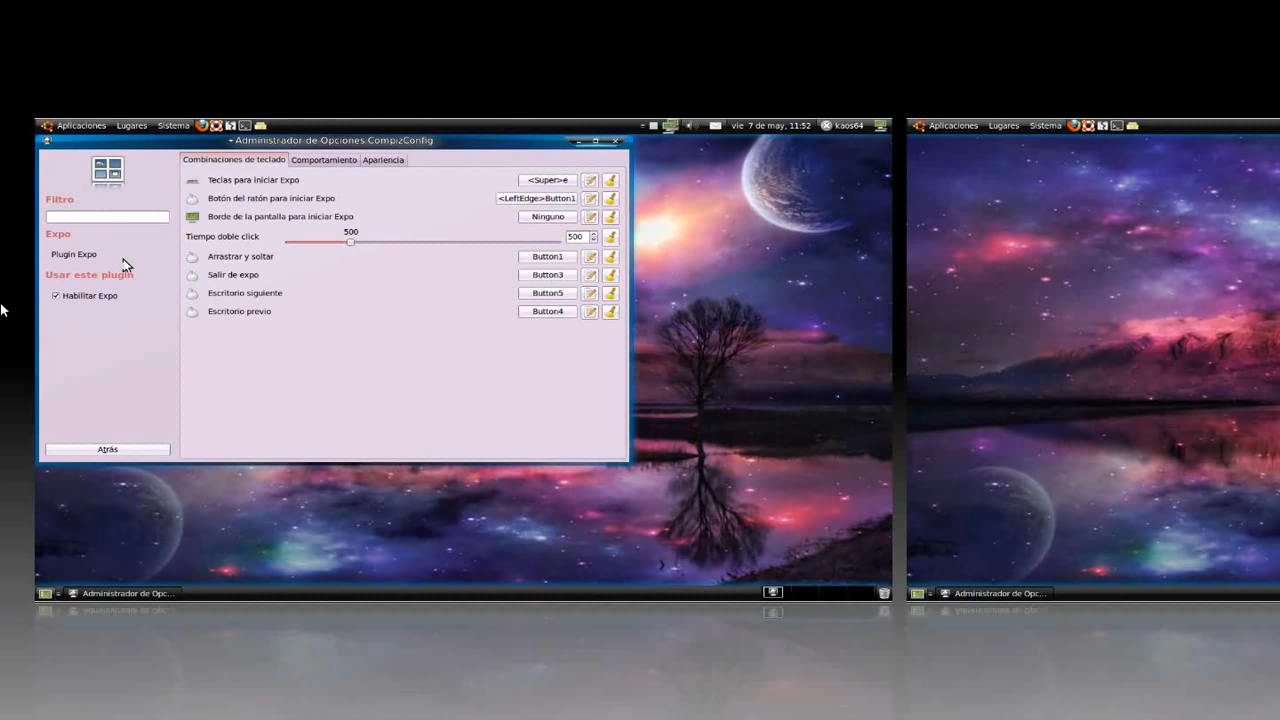 Aplicaciones Lugares Sistema vie 7 de may, 11:52 kaos64 Aplicaciones Lugares Sistema
Administrador de Opciones CompizConfig
Combinaciones de teclado Comportamiento Apariencia
Teclas para iniciar Expo <Super>e
Filtro
Botón del ratón para iniciar Expo <LeftEdge>Button1
Borde de la pantalla para iniciar Expo Ninguno
Expo
500
Tiempo doble click 500
Plugin Expo
Arrastrar y soltar Button1
Usar este plugin
Salir de expo Button3
Habilitar Expo
Escritorio siguiente Button5
Escritorio previo Button4
Atrás
Administrador de Opc... Administrador de Opc...